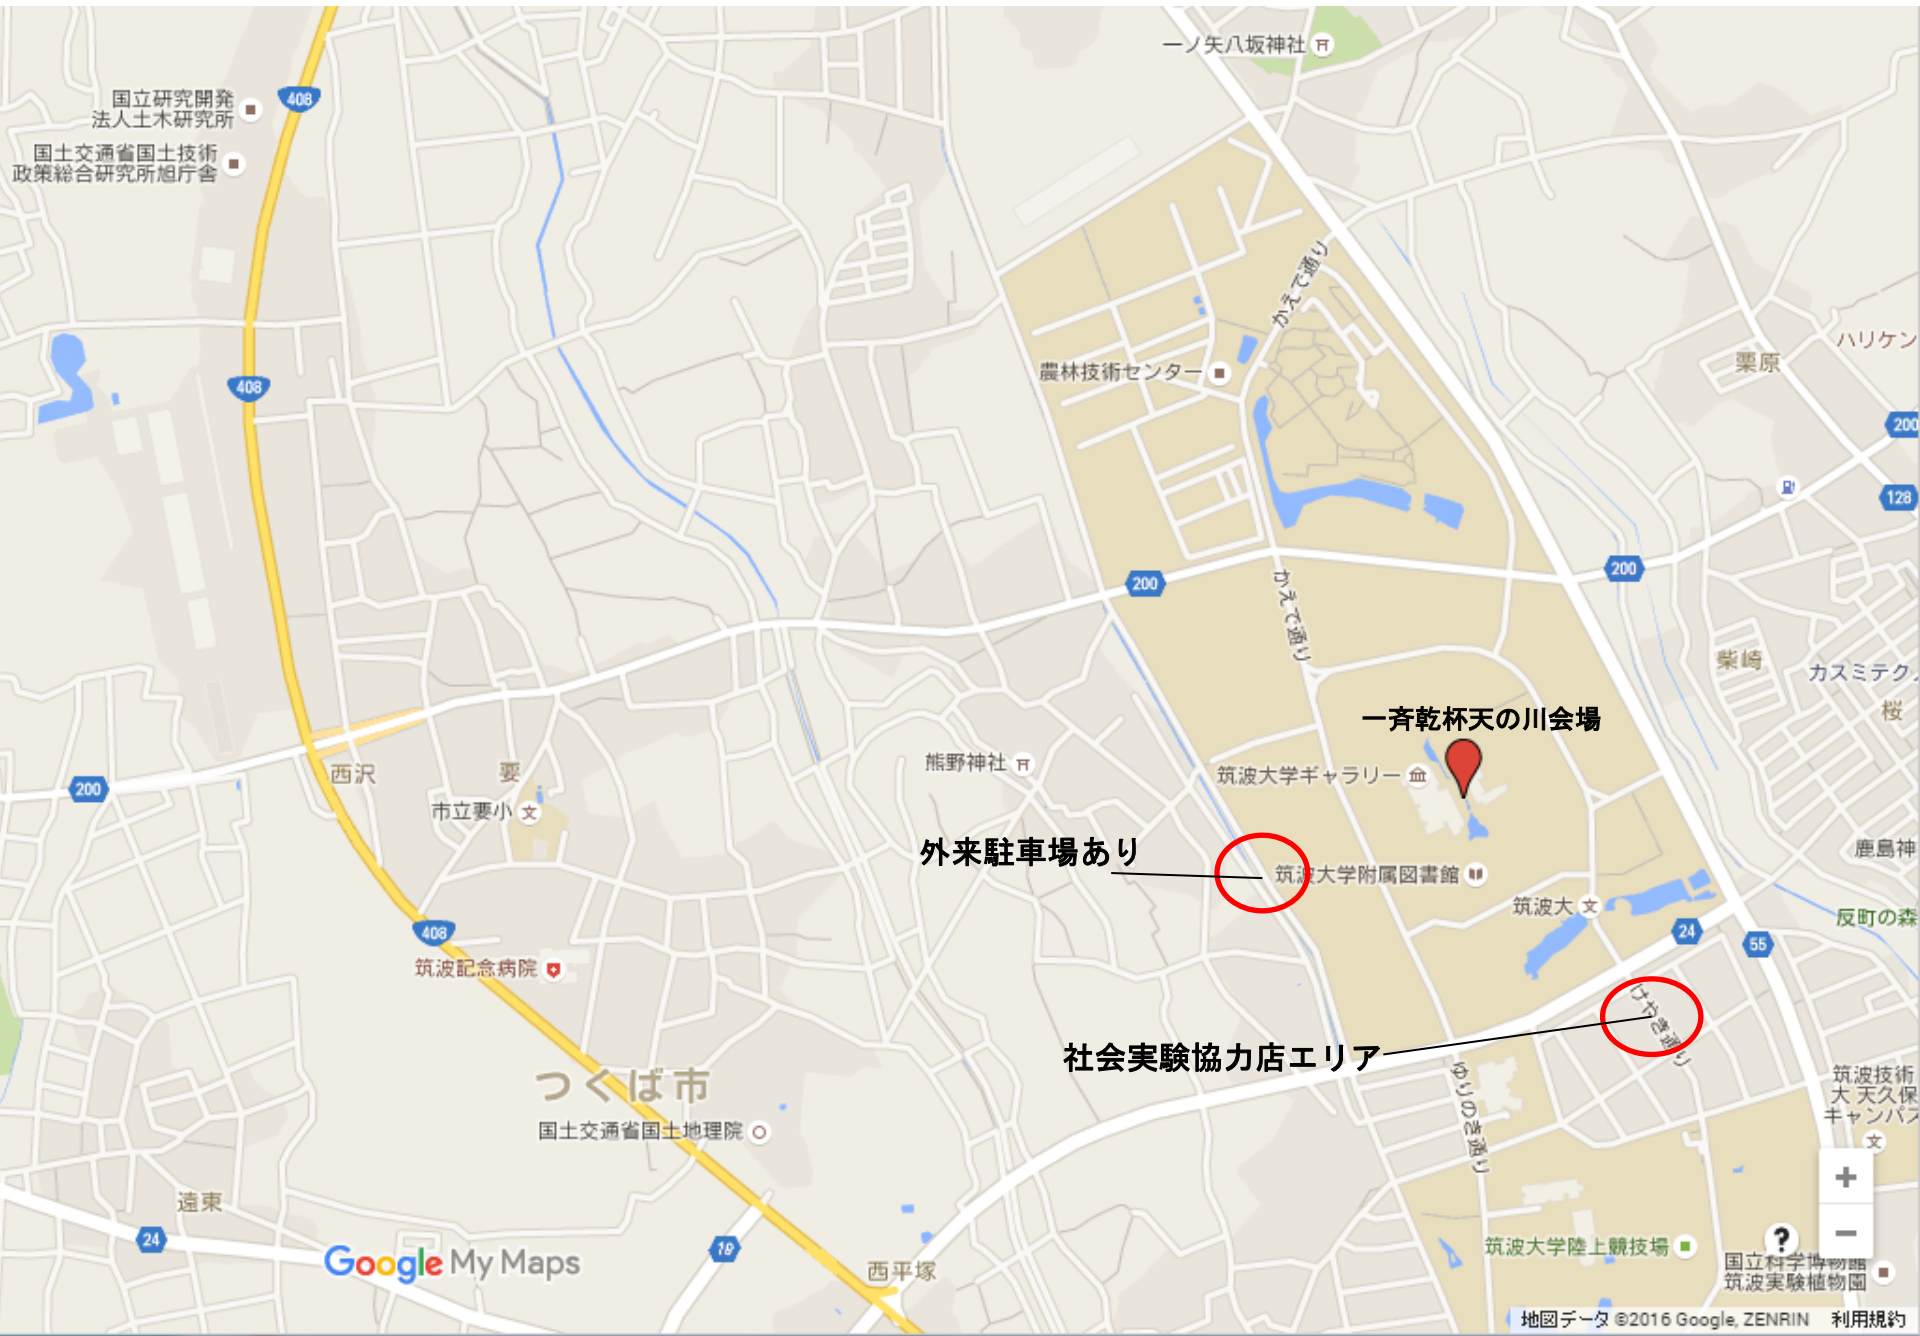 一ノ矢八坂神社
国立研究開発
法人土木研究所
408
国土交通省国土技術
政策総合研究所旭庁舎
かえで通り
ハリケン
栗原
農林技術センター
408
200
128
200
200
かえで通り
柴崎
カスミテク
桜
一斉乾杯天の川会場
熊野神社
筑波大学ギャラリー
西沢
要
200
市立要小
文
外来駐車場あり
鹿島神
筑波大学附属図書館
筑波大
文
反町の森
408
24
55
筑波記念病院
けやき通り
社会実験協力店エリア
つくば市
ゆりのき通り
筑波技術
大 天久保
キャンパス
文
国土交通省国土地理院
+
遠東
24
19
−
筑波大学陸上競技場
?
国立科学博物館
筑波実験植物園
Google My Maps
西平塚
地図データ ©2016 Google, ZENRIN 利用規約